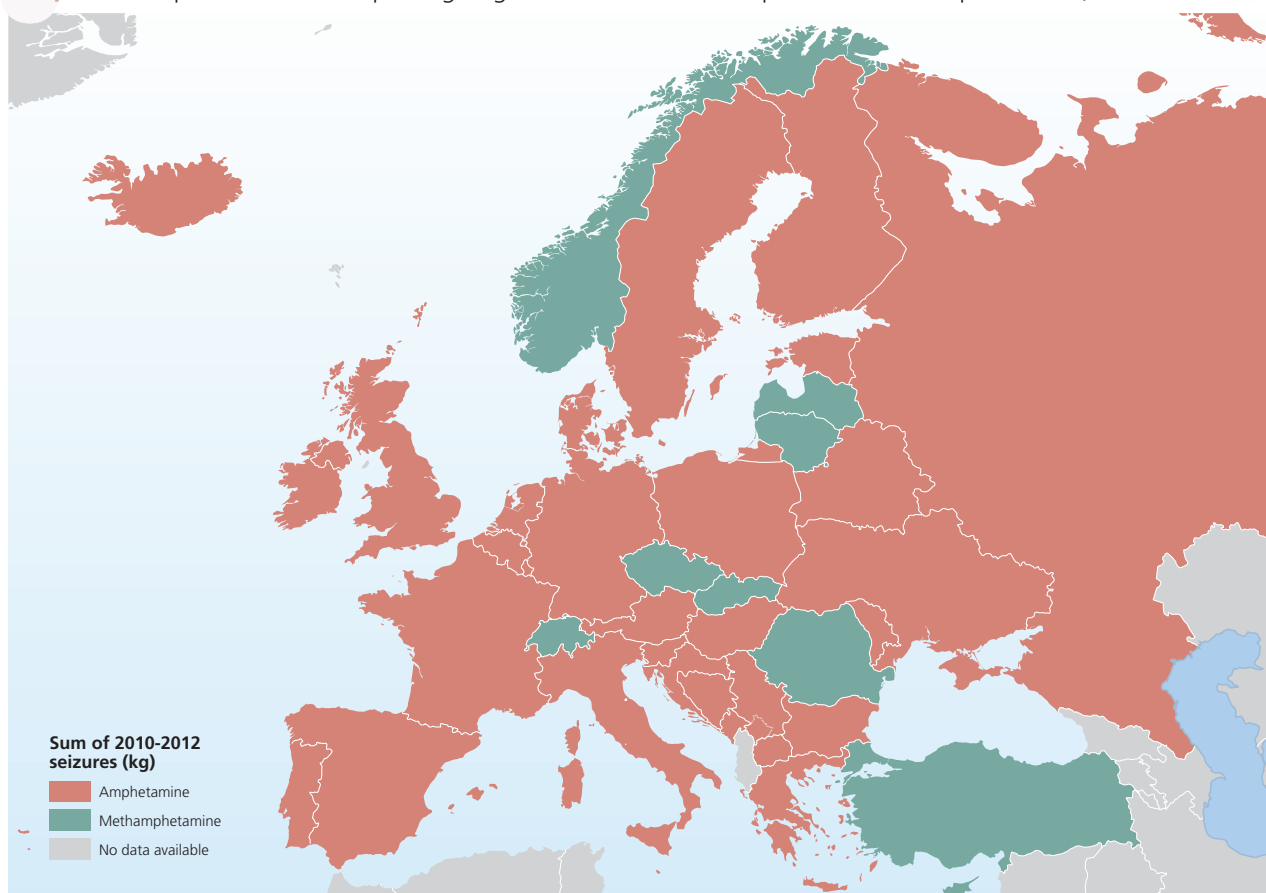 Sum of 2010-2012
seizures (kg)
Amphetamine
Methamphetamine
No data available